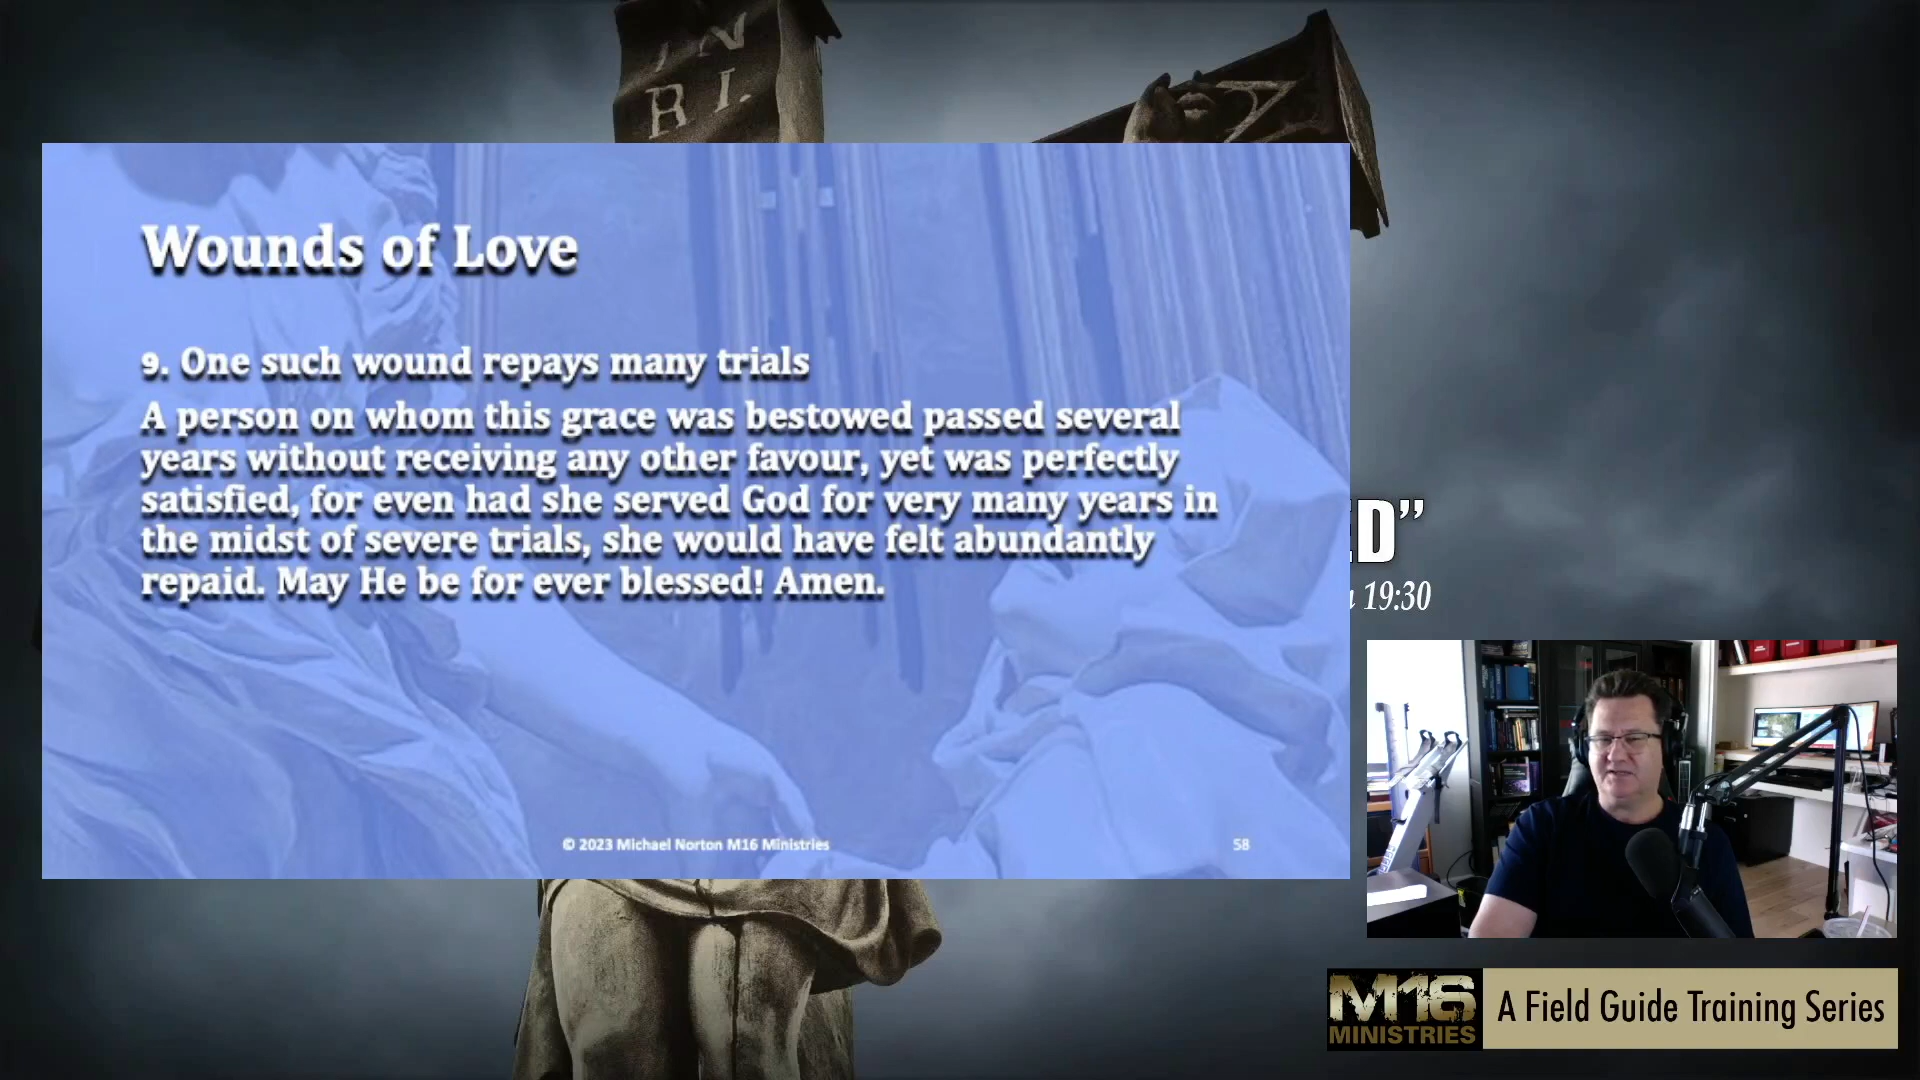 IN
RI.
Wounds of Love
9. One such wound repays many trials
A person on whom this grace was bestowed passed several
years without receiving any other favour, yet was perfectly
satisfied, for even had she served God for very many years in
the midst of severe trials, she would have felt abundantly
repaid. May He be for ever blessed! Amen.
© 2023 Michael Norton M16 Ministries
58
ED”
19:30
M16
MINISTRIES
A Field Guide Training Series